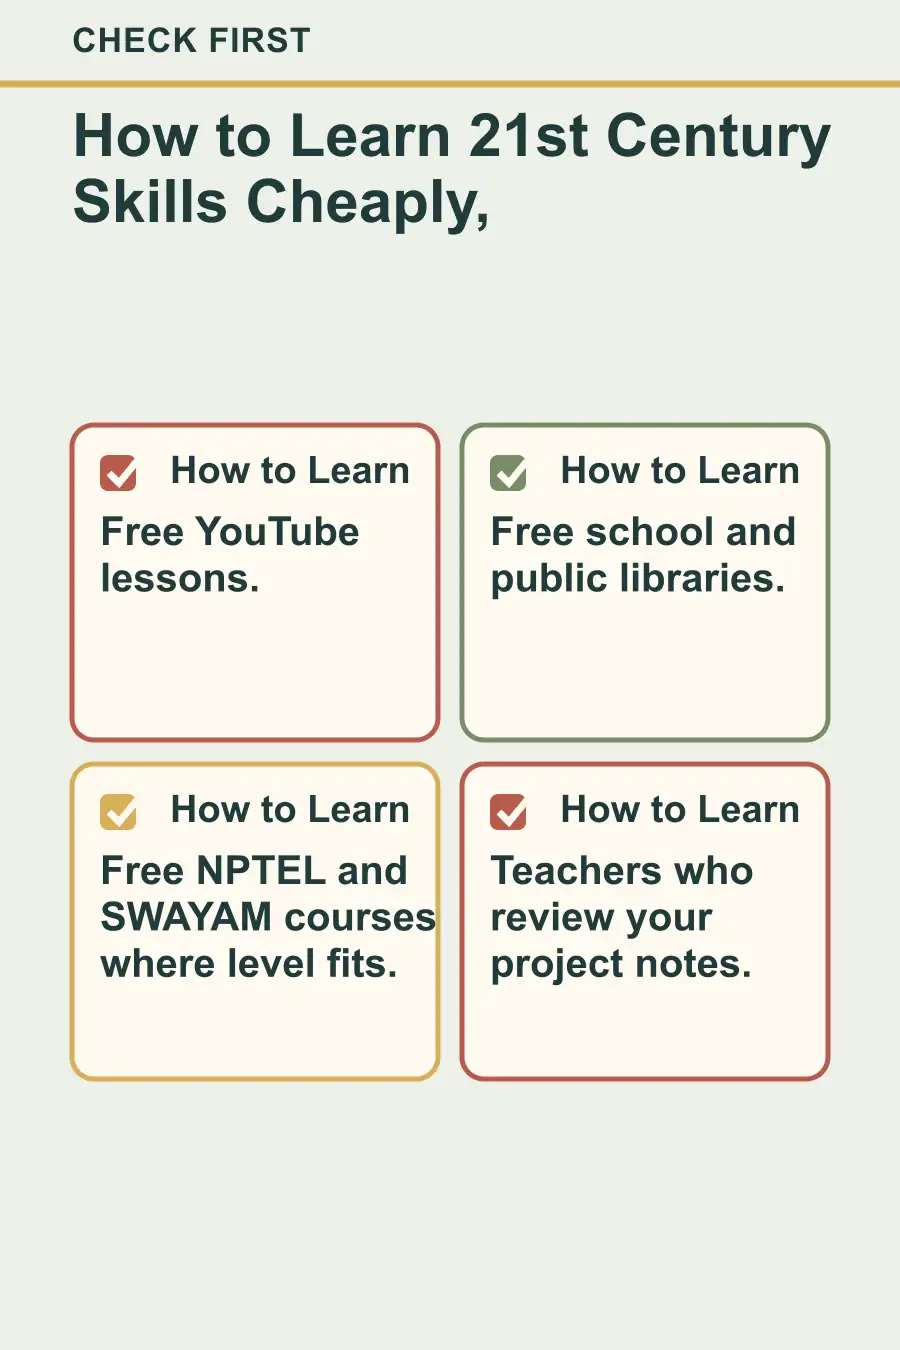 CHECK FIRST
How to Learn 21st Century
Skills Cheaply,
How to Learn
Free YouTube
lessons.
How to Learn
Free school and
public libraries.
How to Learn
Free NPTEL and
SWAYAM courses
where level fits.
How to Learn
Teachers who
review your
project notes.